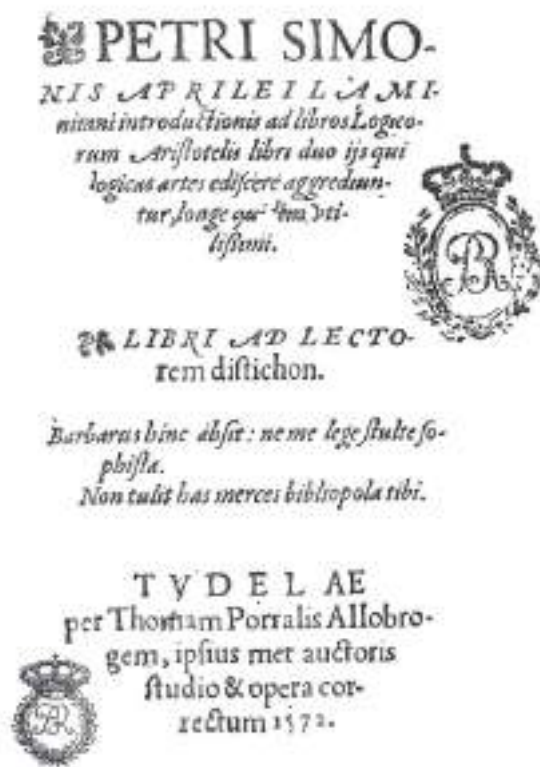 PETRI SIMO-
NIS APRILEI LAMI-
nitani introductionis ad libros Logico-
rum Aristotelis libri duo ijs qui
logicas artes ediscere aggrediun-
tur, longe qui vti-
lissimi.
LIBRI AD LECTO-
rem distichon.
Barbarus hinc absit: ne me lege stulte so-
phista.
Non tulit has merces bibliopola tibi.
TVDELAE
per Thomam Porralis Allobro-
gem, ipsius met auctoris
studio & opera cor-
rectum 1572.